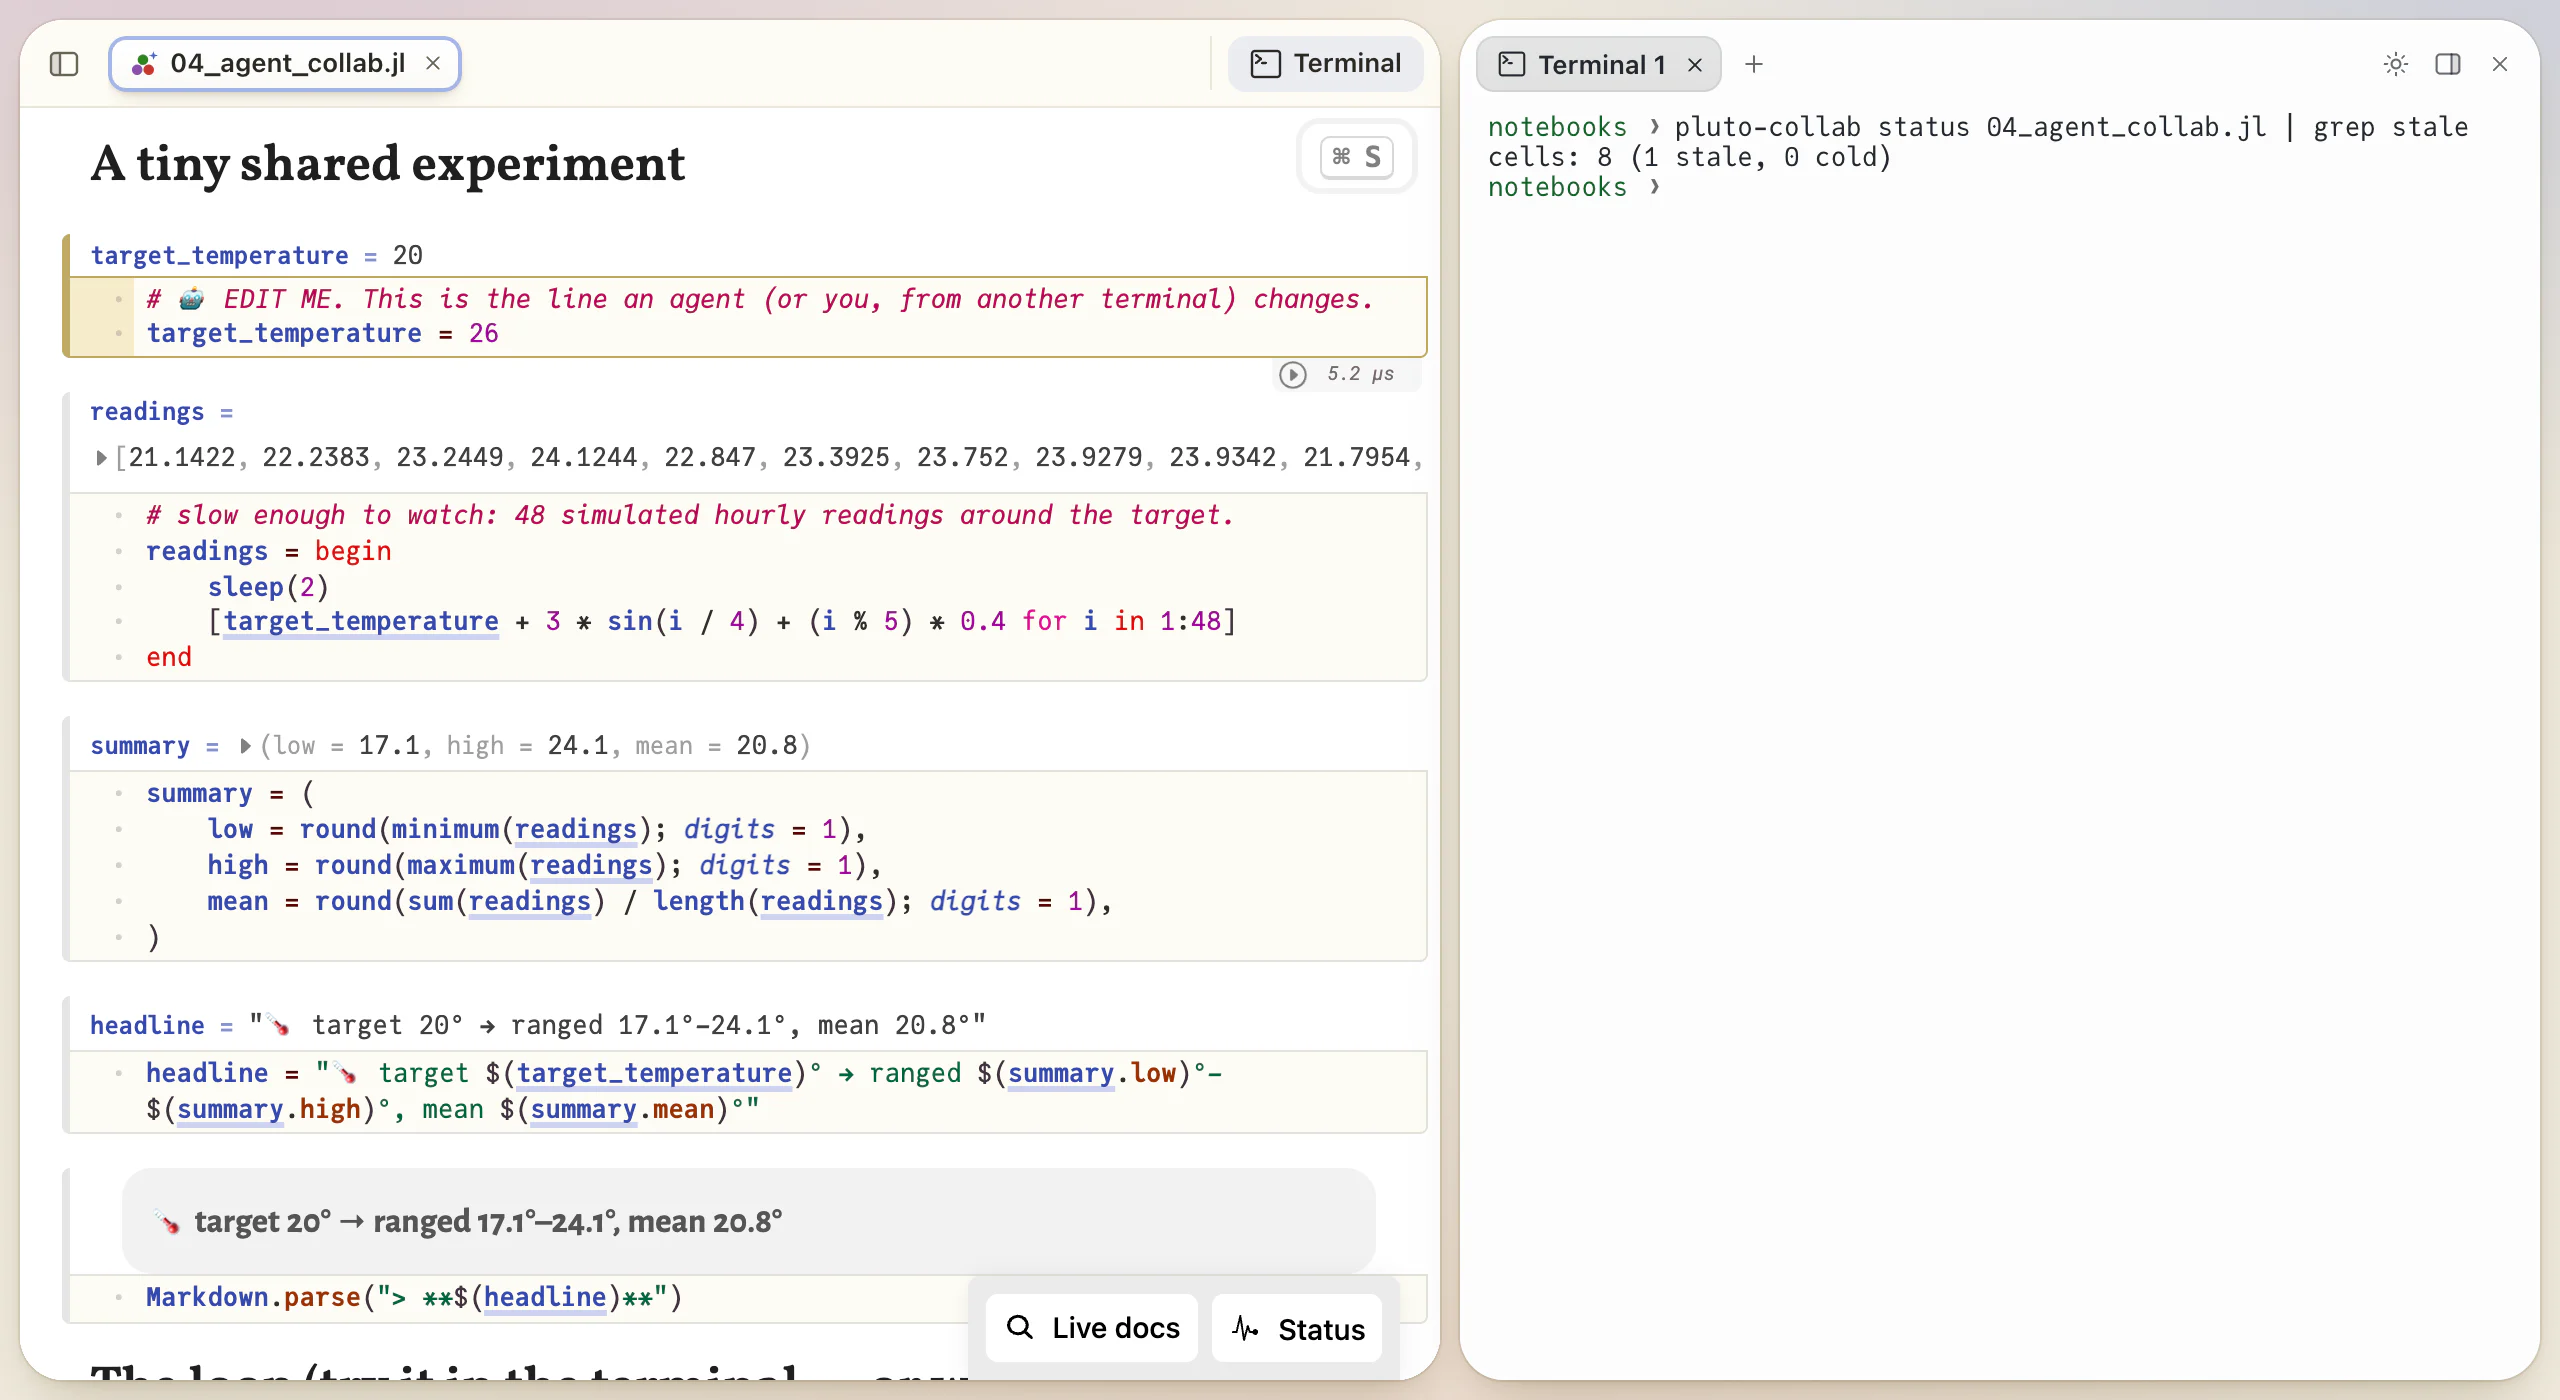 04_agent_collab.jl
Terminal
A tiny shared experiment
⌘ S
target_temperature = 20
# 🤖 EDIT ME. This is the line an agent (or you, from another terminal) changes.
target_temperature = 26
5.2 μs
readings =
[21.1422, 22.2383, 23.2449, 24.1244, 22.847, 23.3925, 23.752, 23.9279, 23.9342, 21.7954,
# slow enough to watch: 48 simulated hourly readings around the target.
readings = begin
    sleep(2)
    [target_temperature + 3 * sin(i / 4) + (i % 5) * 0.4 for i in 1:48]
end
summary = (low = 17.1, high = 24.1, mean = 20.8)
summary = (
    low = round(minimum(readings); digits = 1),
    high = round(maximum(readings); digits = 1),
    mean = round(sum(readings) / length(readings); digits = 1),
)
headline = "🌡️ target 20° → ranged 17.1°–24.1°, mean 20.8°"
headline = "🌡️ target $(target_temperature)° → ranged $(summary.low)°–
$(summary.high)°, mean $(summary.mean)°"
🌡️ target 20° → ranged 17.1°–24.1°, mean 20.8°
Markdown.parse("> **$(headline)**")
Live docs
Status
The loop (try it in the terminal
Terminal 1
notebooks › pluto-collab status 04_agent_collab.jl | grep stale
cells: 8 (1 stale, 0 cold)
notebooks ›